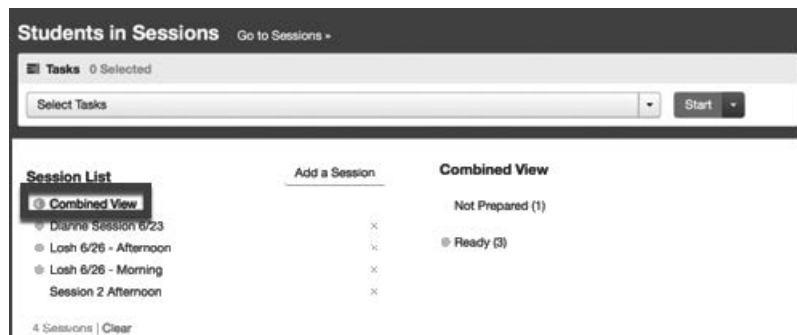 Students in Sessions Go to Sessions »
Tasks 0 Selected
Select Tasks Start
Session List Add a Session
Combined View
Dianne Session 6/23
Losh 6/26 - Afternoon
Losh 6/26 - Morning
Session 2 Afternoon
4 Sessions | Clear
Combined View
Not Prepared (1)
Ready (3)